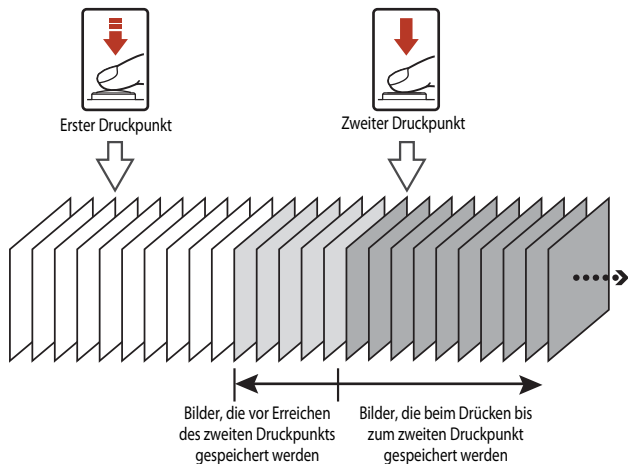 Erster Druckpunkt
Zweiter Druckpunkt
Bilder, die vor Erreichen
des zweiten Druckpunkts
gespeichert werden
Bilder, die beim Drücken bis
zum zweiten Druckpunkt
gespeichert werden